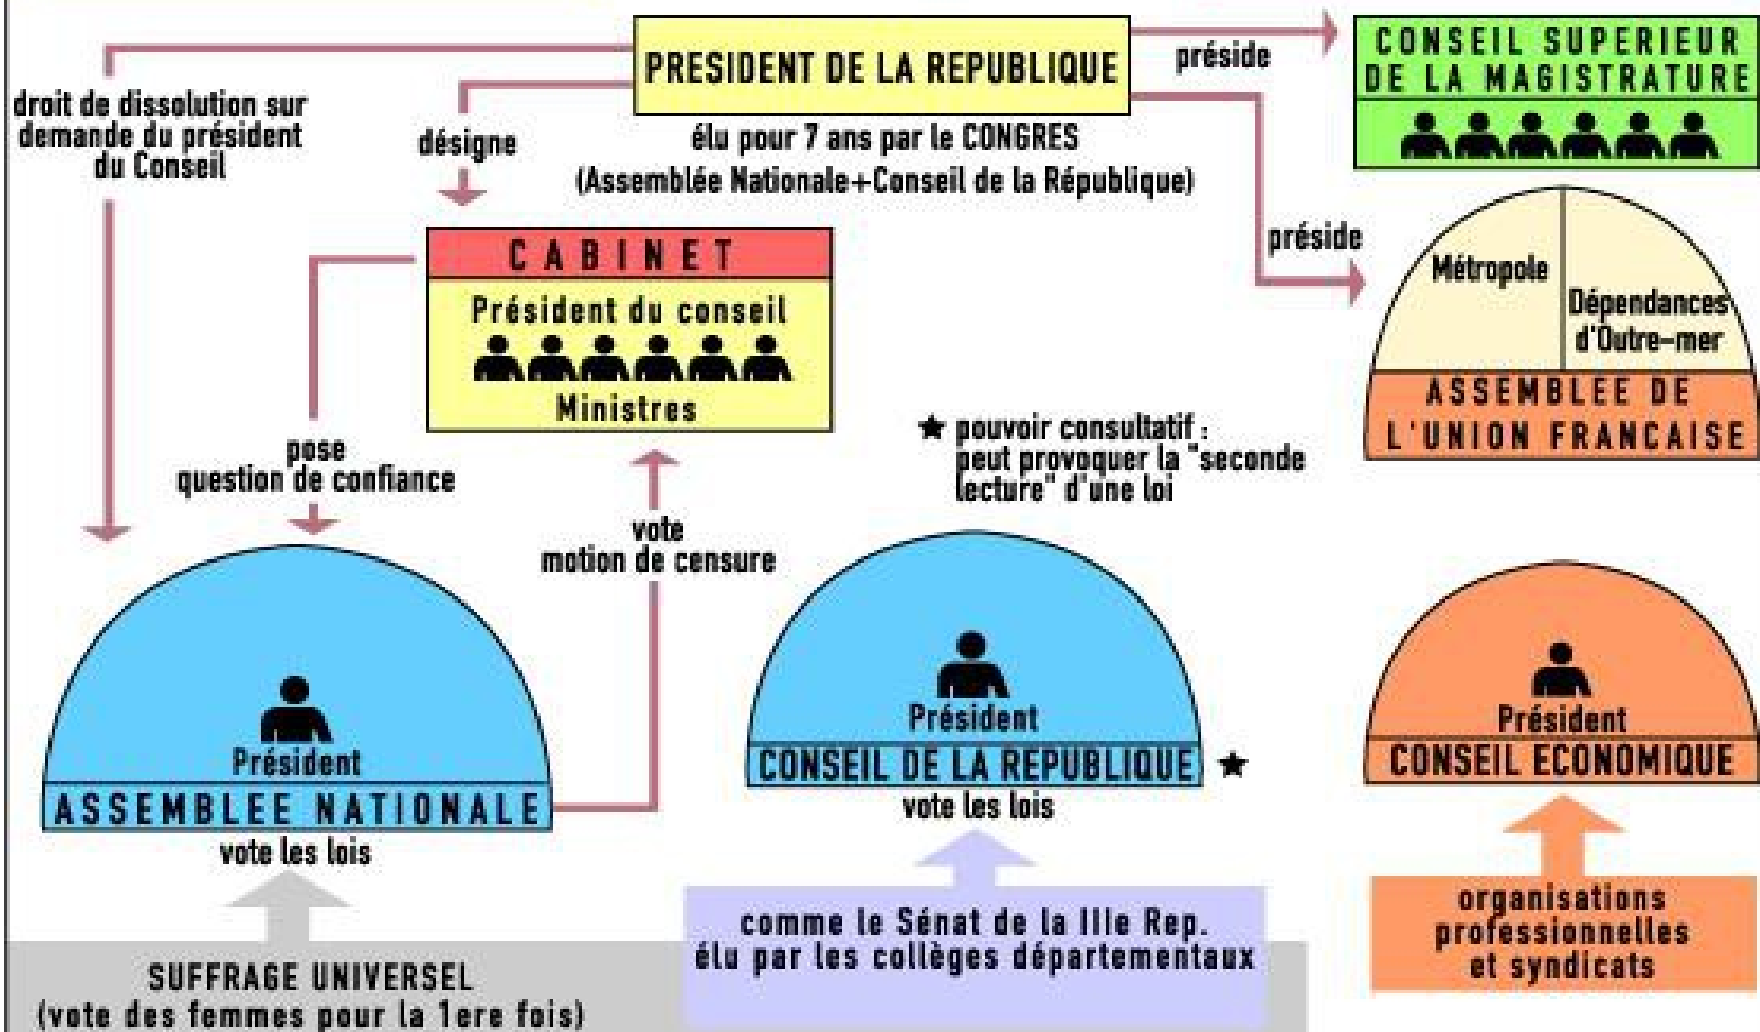 PRESIDENT DE LA REPUBLIQUE
élu pour 7 ans par le CONGRES
(Assemblée Nationale+Conseil de la République)
préside
CONSEIL SUPERIEUR
DE LA MAGISTRATURE
droit de dissolution sur
demande du président
du Conseil
désigne
préside
Métropole
Dépendances
d'Outre-mer
ASSEMBLEE DE
L'UNION FRANCAISE
CABINET
Président du conseil
Ministres
pose
question de confiance
vote
motion de censure
★ pouvoir consultatif :
peut provoquer la "seconde
lecture" d'une loi
Président
ASSEMBLEE NATIONALE
vote les lois
Président
CONSEIL DE LA REPUBLIQUE ★
vote les lois
Président
CONSEIL ECONOMIQUE
SUFFRAGE UNIVERSEL
(vote des femmes pour la 1ere fois)
comme le Sénat de la IIIe Rep.
élu par les collèges départementaux
organisations
professionnelles
et syndicats